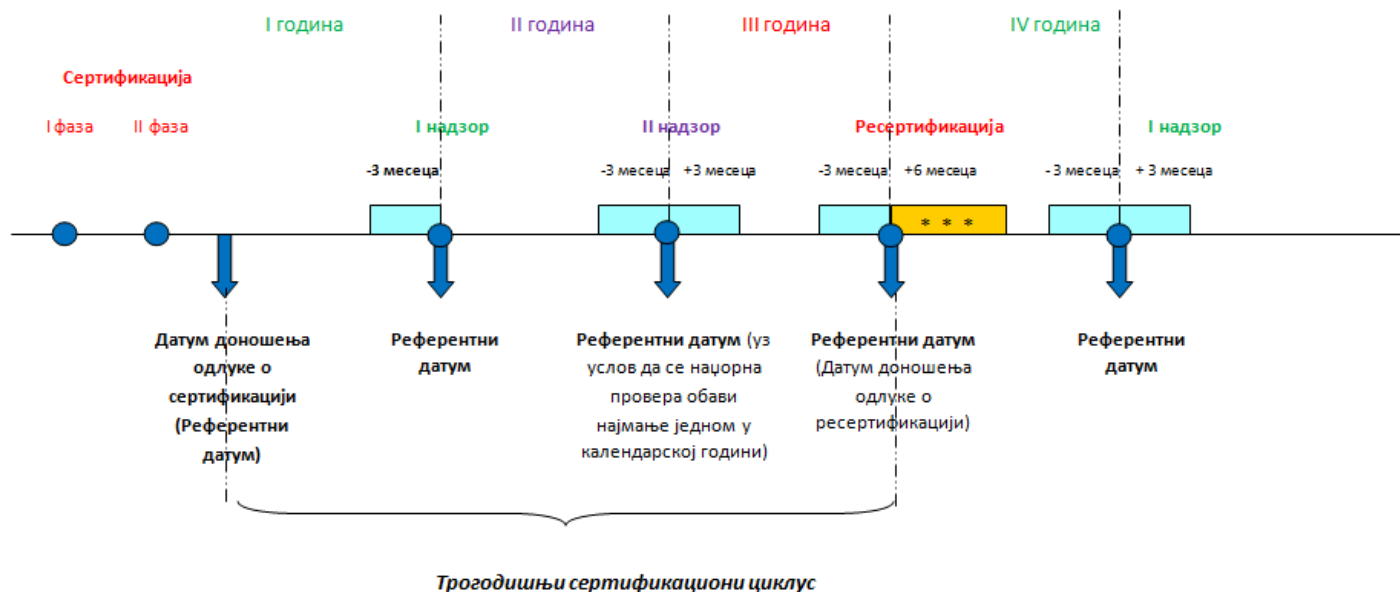 I година
II година
III година
IV година
Сертификација
I фаза
II фаза
I надзор
II надзор
Ресертификација
I надзор
-3 месеца
-3 месеца
+3 месеца
-3 месеца
+6 месеца
- 3 месеца
+ 3 месеца
* * *
Датум доношења
одлуке о
сертификацији
(Референтни
датум)
Референтни
датум
Референтни датум (уз
услов да се наџорна
провера обави
најмање једном у
календарској години)
Референтни датум
(Датум доношења
одлуке о
ресертификацији)
Референтни
датум
Трогодишњи сертификациони циклус